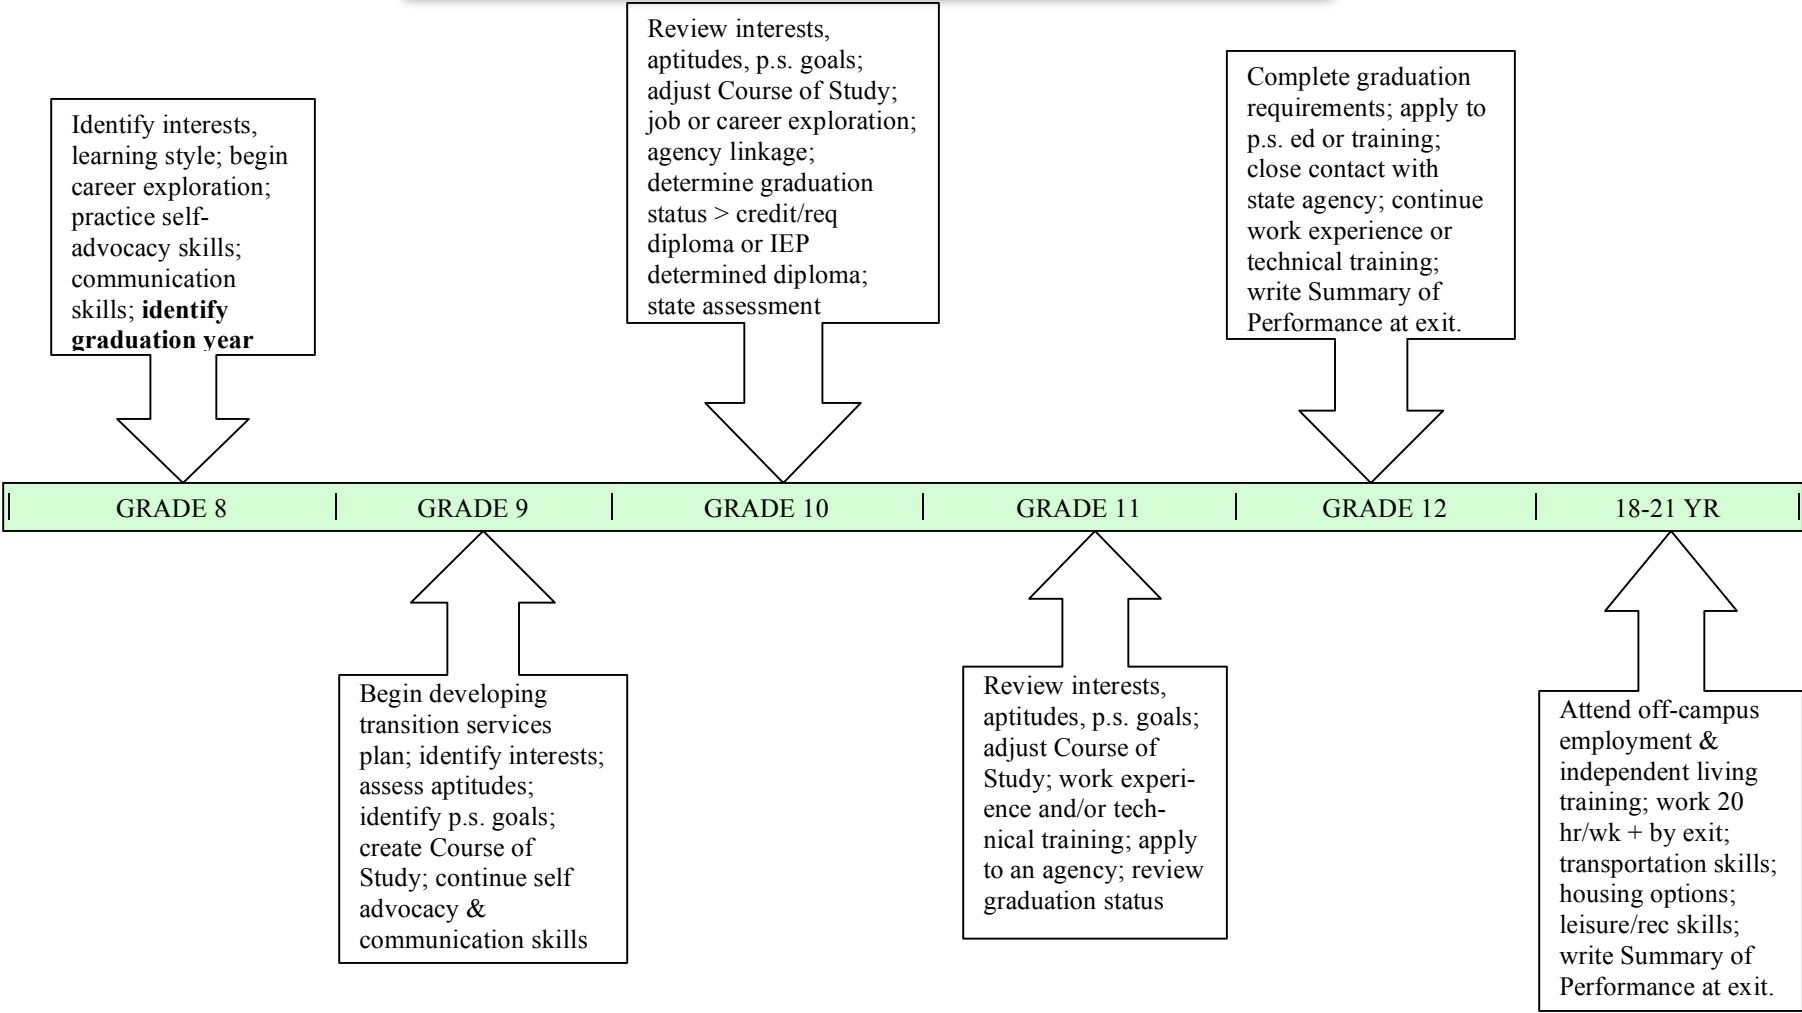 Identify interests,
learning style; begin
career exploration;
practice self-
advocacy skills;
communication
skills; identify
graduation year
Review interests,
aptitudes, p.s. goals;
adjust Course of Study;
job or career exploration;
agency linkage;
determine graduation
status > credit/req
diploma or IEP
determined diploma;
state assessment
Complete graduation
requirements; apply to
p.s. ed or training;
close contact with
state agency; continue
work experience or
technical training;
write Summary of
Performance at exit.
| GRADE 8 | GRADE 9 | GRADE 10 | GRADE 11 | GRADE 12 | 18-21 YR |
Begin developing
transition services
plan; identify interests;
assess aptitudes;
identify p.s. goals;
create Course of
Study; continue self
advocacy &
communication skills
Review interests,
aptitudes, p.s. goals;
adjust Course of
Study; work experi-
ence and/or tech-
nical training; apply
to an agency; review
graduation status
Attend off-campus
employment &
independent living
training; work 20
hr/wk + by exit;
transportation skills;
housing options;
leisure/rec skills;
write Summary of
Performance at exit.